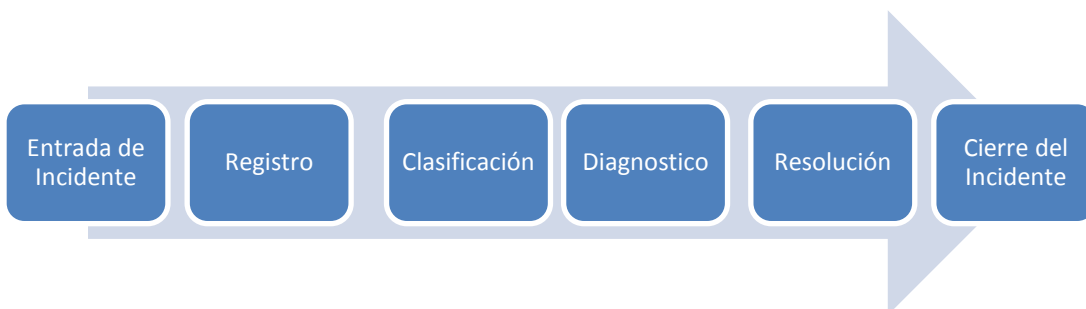 Entrada de
Incidente
Registro
Clasificación
Diagnostico
Resolución
Cierre del
Incidente